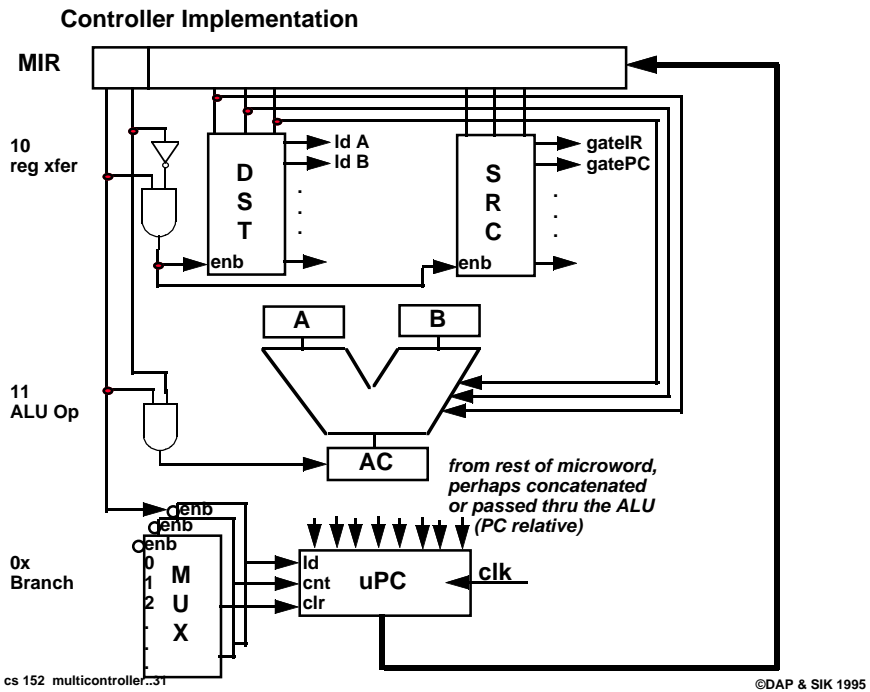 Controller Implementation
MIR
10
reg xfer
D
S
T
ld A
ld B
.
.
.
enb
S
R
C
gateIR
gatePC
.
.
.
enb
A
B
11
ALU Op
AC
from rest of microword,
perhaps concatenated
or passed thru the ALU
(PC relative)
enb
enb
enb
0x
Branch
0
1
2
.
.
.
M
U
X
ld
cnt
clr
uPC
clk
cs 152 multicontroller..31
©DAP & SIK 1995